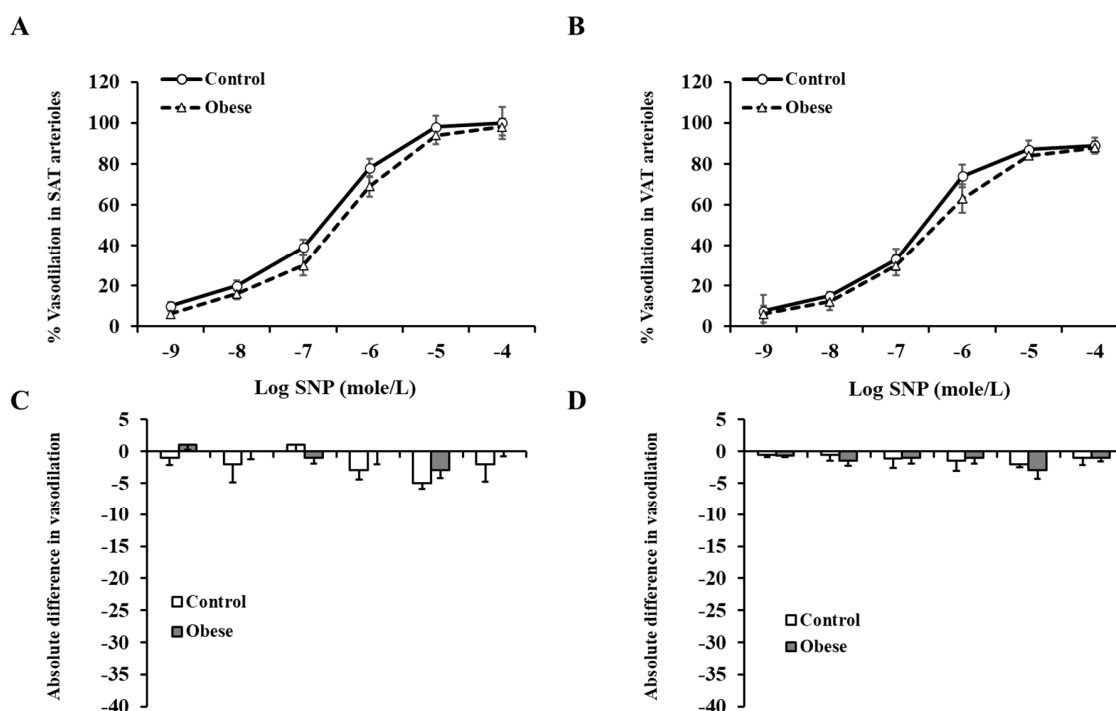 A
% Vasodilation in SAT arterioles
120
100
80
60
40
20
0
Control
Obese
-9 -8 -7 -6 -5 -4
Log SNP (mole/L)
B
% Vasodilation in VAT arterioles
120
100
80
60
40
20
0
Control
Obese
-9 -8 -7 -6 -5 -4
Log SNP (mole/L)
C
Absolute difference in vasodilation
5
0
-5
-10
-15
-20
-25
-30
-35
-40
Control
Obese
D
Absolute difference in vasodilation
5
0
-5
-10
-15
-20
-25
-30
-35
-40
Control
Obese